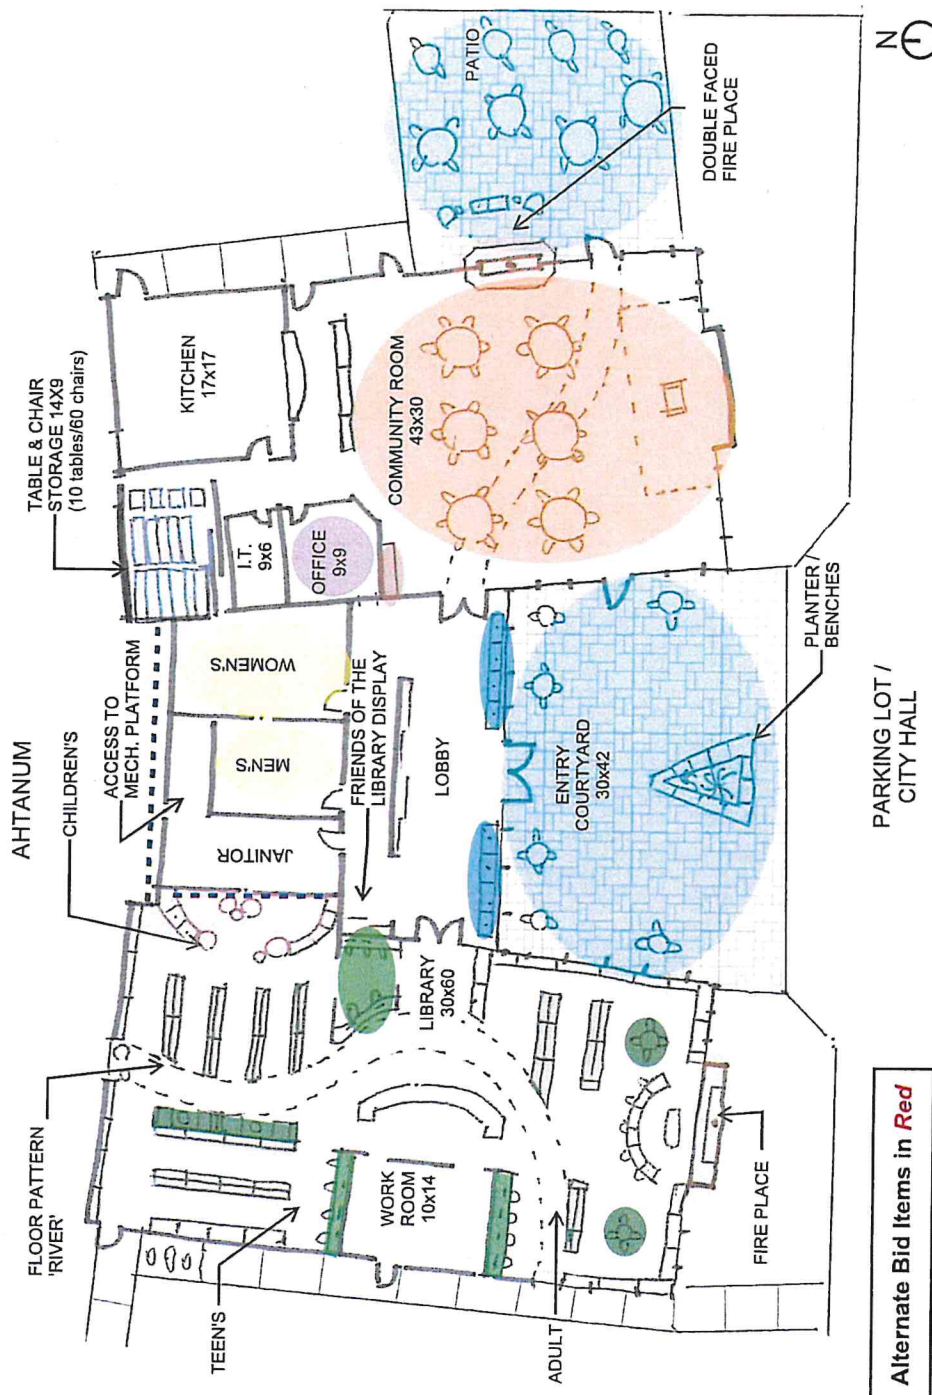 AHTANUM
TABLE & CHAIR
STORAGE 14X9
(10 tables/60 chairs)
CHILDREN'S
ACCESS TO
MECH. PLATFORM
FLOOR PATTERN
'RIVER'
KITCHEN
17x17
I.T.
9x6
OFFICE
9x9
WOMEN'S
MEN'S
JANITOR
FRIENDS OF THE
LIBRARY DISPLAY
LOBBY
COMMUNITY ROOM
43x30
PATIO
DOUBLE FACED
FIRE PLACE
LIBRARY
30x60
WORK
ROOM
10x14
TEEN'S
ADULT
ENTRY
COURTYARD
30x42
PLANTER /
BENCHES
FIRE PLACE
PARKING LOT /
CITY HALL
N
Alternate Bid Items in Red